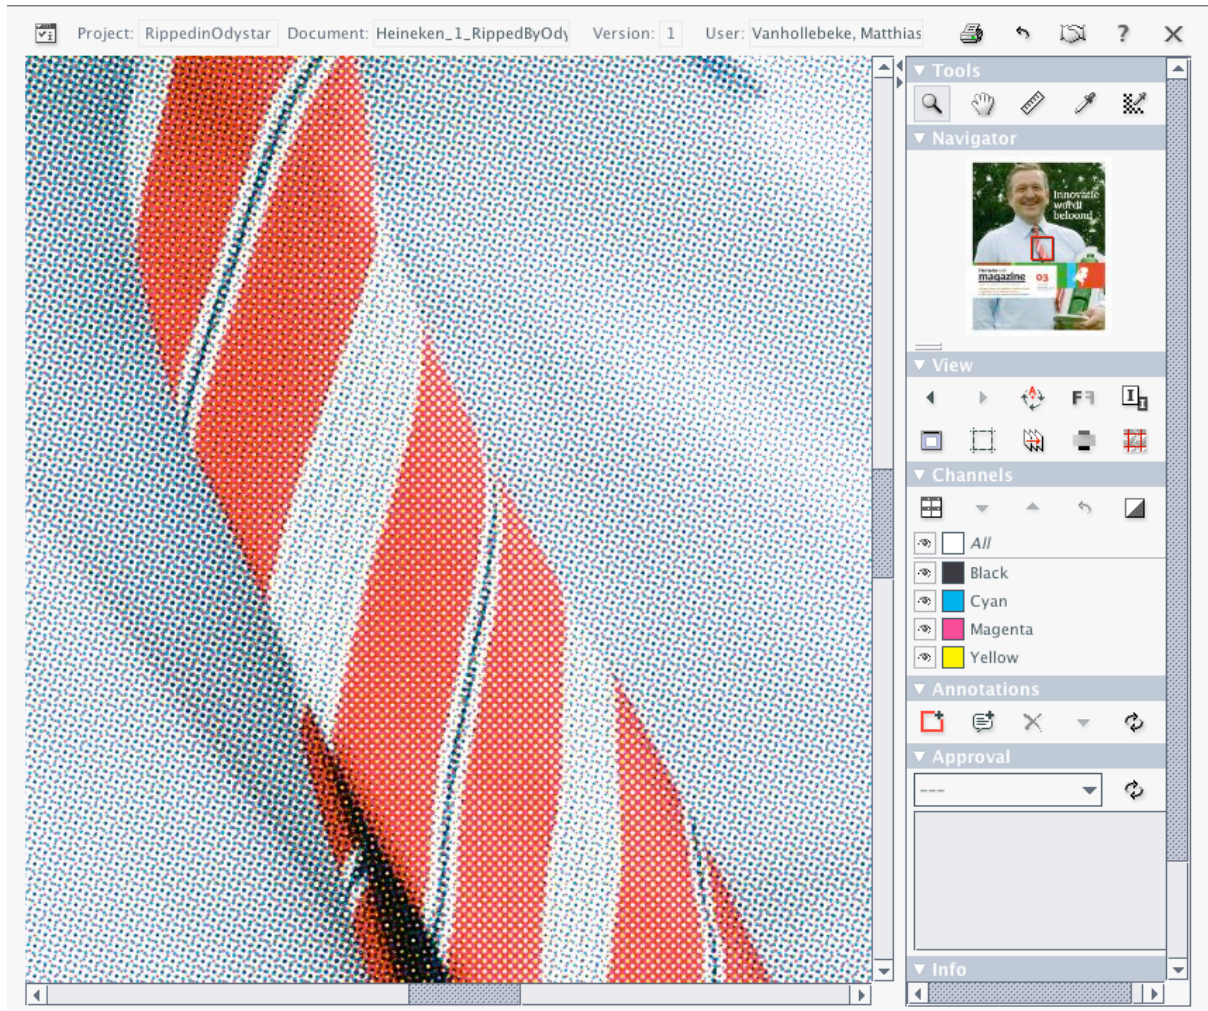 Project: RippedinOdystar Document: Heineken_1_RippedByOdy Version: 1 User: Vanhollebeke, Matthias ?
Tools
Navigator
Innovatie
wordt
beloond
magazine 03
View
Channels
All
Black
Cyan
Magenta
Yellow
Annotations
Approval
---
Info